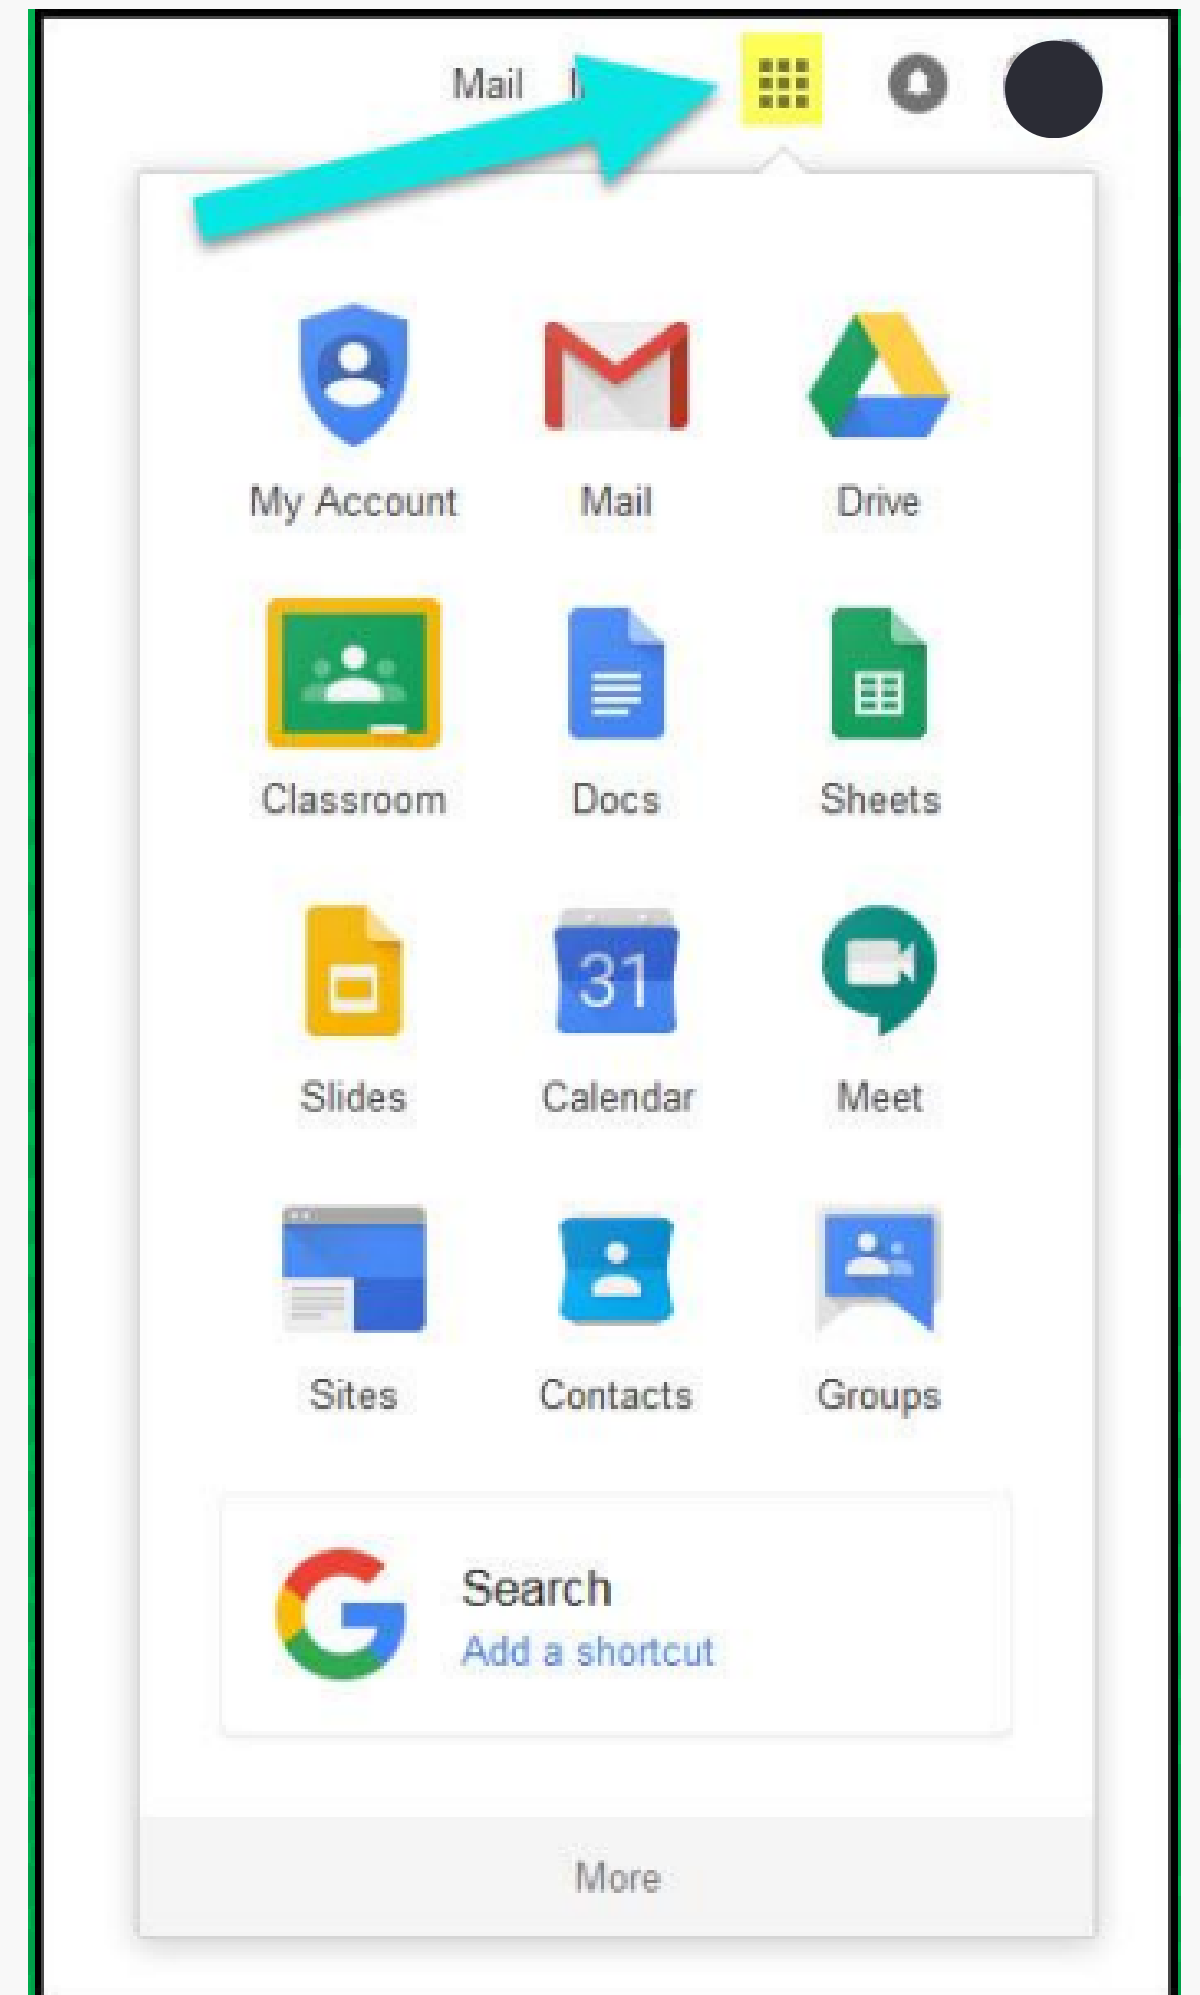 Mail
My Account Mail Drive
Classroom Docs Sheets
31
Slides Calendar Meet
Sites Contacts Groups
Search
Add a shortcut
More